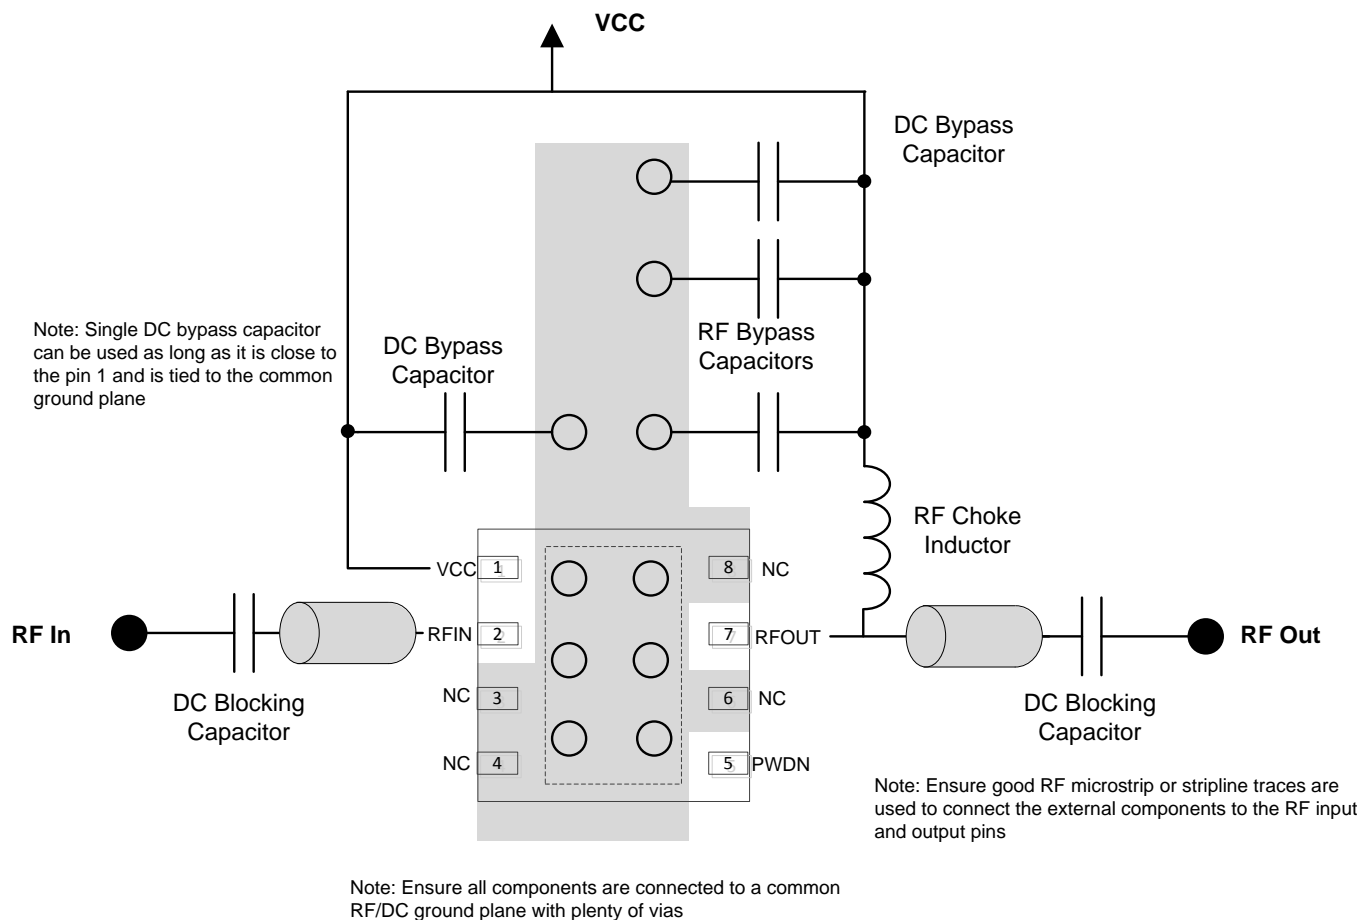 VCC
DC Bypass
Capacitor
Note: Single DC bypass capacitor
can be used as long as it is close to
the pin 1 and is tied to the common
ground plane
DC Bypass
Capacitor
RF Bypass
Capacitors
RF Choke
Inductor
VCC 1
8 NC
RF In
RFIN 2
7 RFOUT
RF Out
NC 3
6 NC
DC Blocking
Capacitor
DC Blocking
Capacitor
NC 4
5 PWDN
Note: Ensure good RF microstrip or stripline traces are
used to connect the external components to the RF input
and output pins
Note: Ensure all components are connected to a common
RF/DC ground plane with plenty of vias